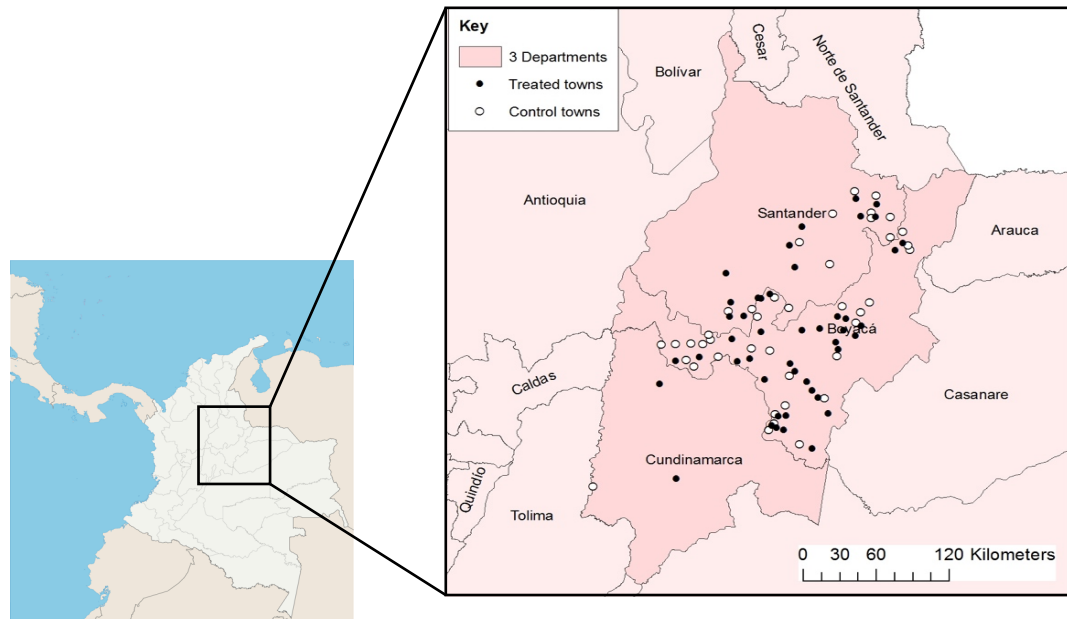 Key
3 Departments
Treated towns
Control towns
Bolívar
Cesar
Norte de Santander
Antioquia
Santander
Arauca
Boyacá
Caldas
Casanare
Cundinamarca
Quindío
Tolima
0 30 60 120 Kilometers